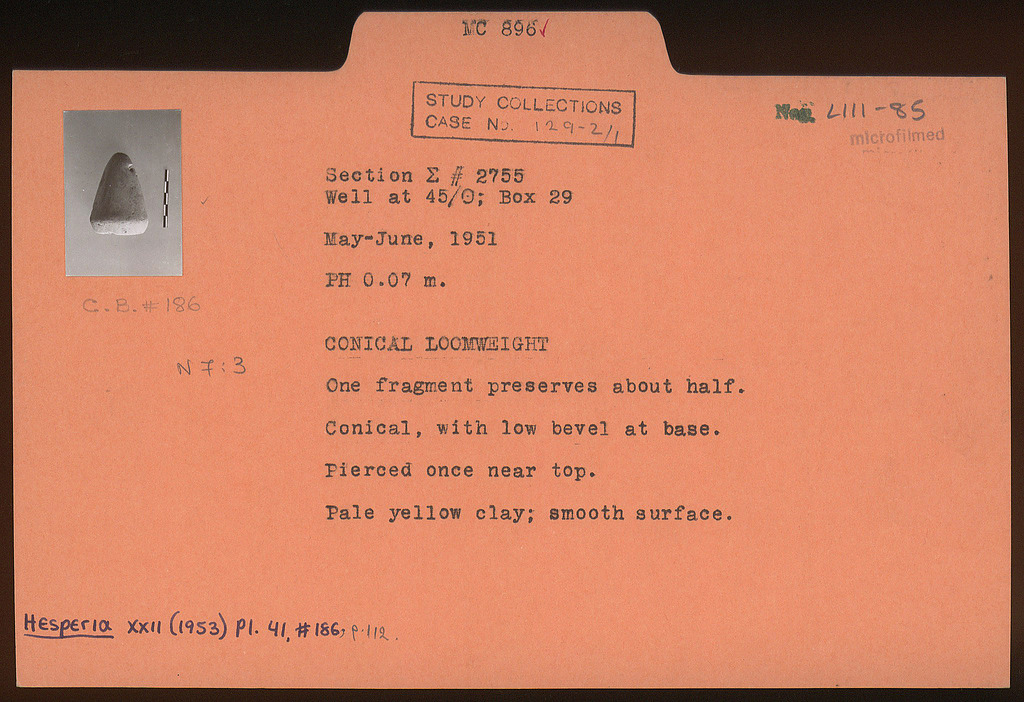 MC 896✓
STUDY COLLECTIONS
CASE No. 129-2/1
Neg. LIII-85
microfilmed
Section Σ # 2755
Well at 45/Θ; Box 29
May-June, 1951
PH 0.07 m.
C.B.#186
N 7:3
CONICAL LOOMWEIGHT
One fragment preserves about half.
Conical, with low bevel at base.
Pierced once near top.
Pale yellow clay; smooth surface.
Hesperia XXII (1953) Pl. 41, #186, p.112.